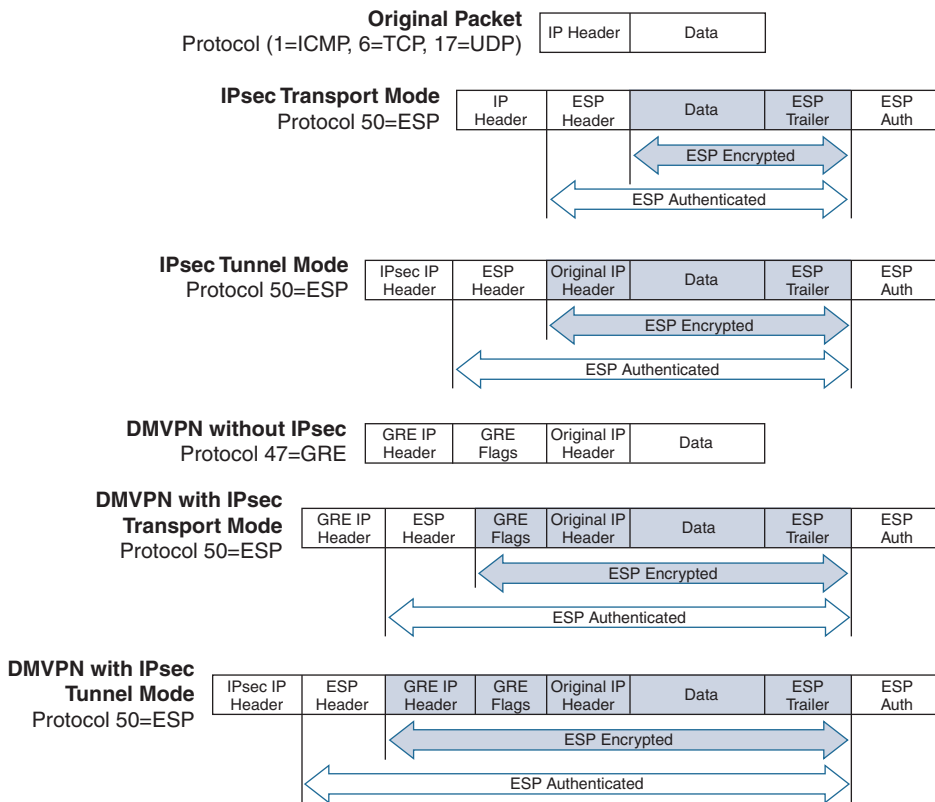 Original Packet
Protocol (1=ICMP, 6=TCP, 17=UDP)
IP Header
Data
IPsec Transport Mode
Protocol 50=ESP
IP
Header
ESP
Header
Data
ESP
Trailer
ESP
Auth
ESP Encrypted
ESP Authenticated
IPsec Tunnel Mode
Protocol 50=ESP
IPsec IP
Header
ESP
Header
Original IP
Header
Data
ESP
Trailer
ESP
Auth
ESP Encrypted
ESP Authenticated
DMVPN without IPsec
Protocol 47=GRE
GRE IP
Header
GRE
Flags
Original IP
Header
Data
DMVPN with IPsec
Transport Mode
Protocol 50=ESP
GRE IP
Header
ESP
Header
GRE
Flags
Original IP
Header
Data
ESP
Trailer
ESP
Auth
ESP Encrypted
ESP Authenticated
DMVPN with IPsec
Tunnel Mode
Protocol 50=ESP
IPsec IP
Header
ESP
Header
GRE IP
Header
GRE
Flags
Original IP
Header
Data
ESP
Trailer
ESP
Auth
ESP Encrypted
ESP Authenticated